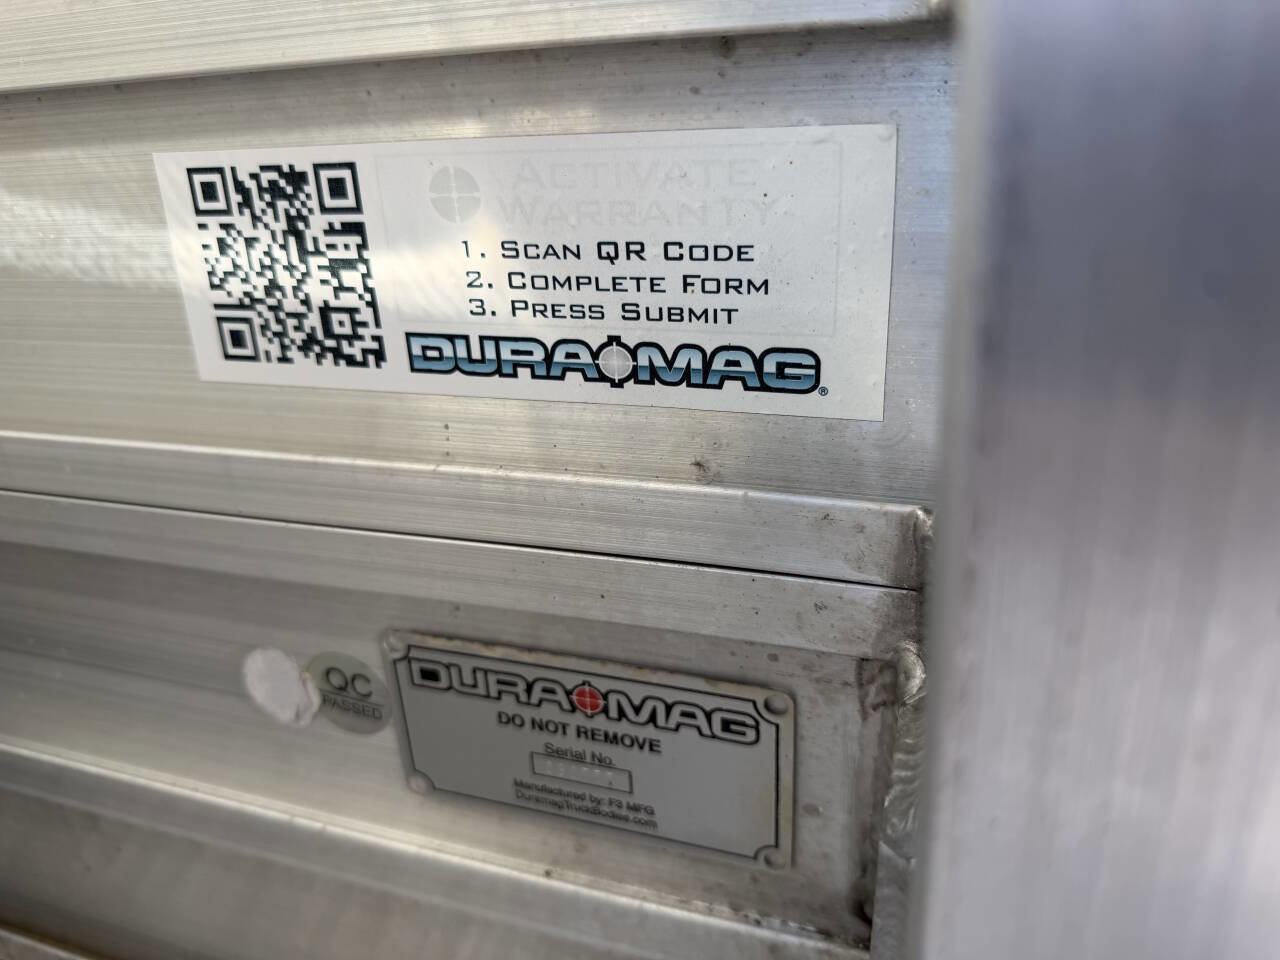 ACTIVATE
WARRANTY
1. SCAN QR CODE
2. COMPLETE FORM
3. PRESS SUBMIT
DURAMAG®
QC
PASSED
DURAMAG
DO NOT REMOVE
Serial No.
Manufactured by: F3 MFG
DuramagTruckBodies.com